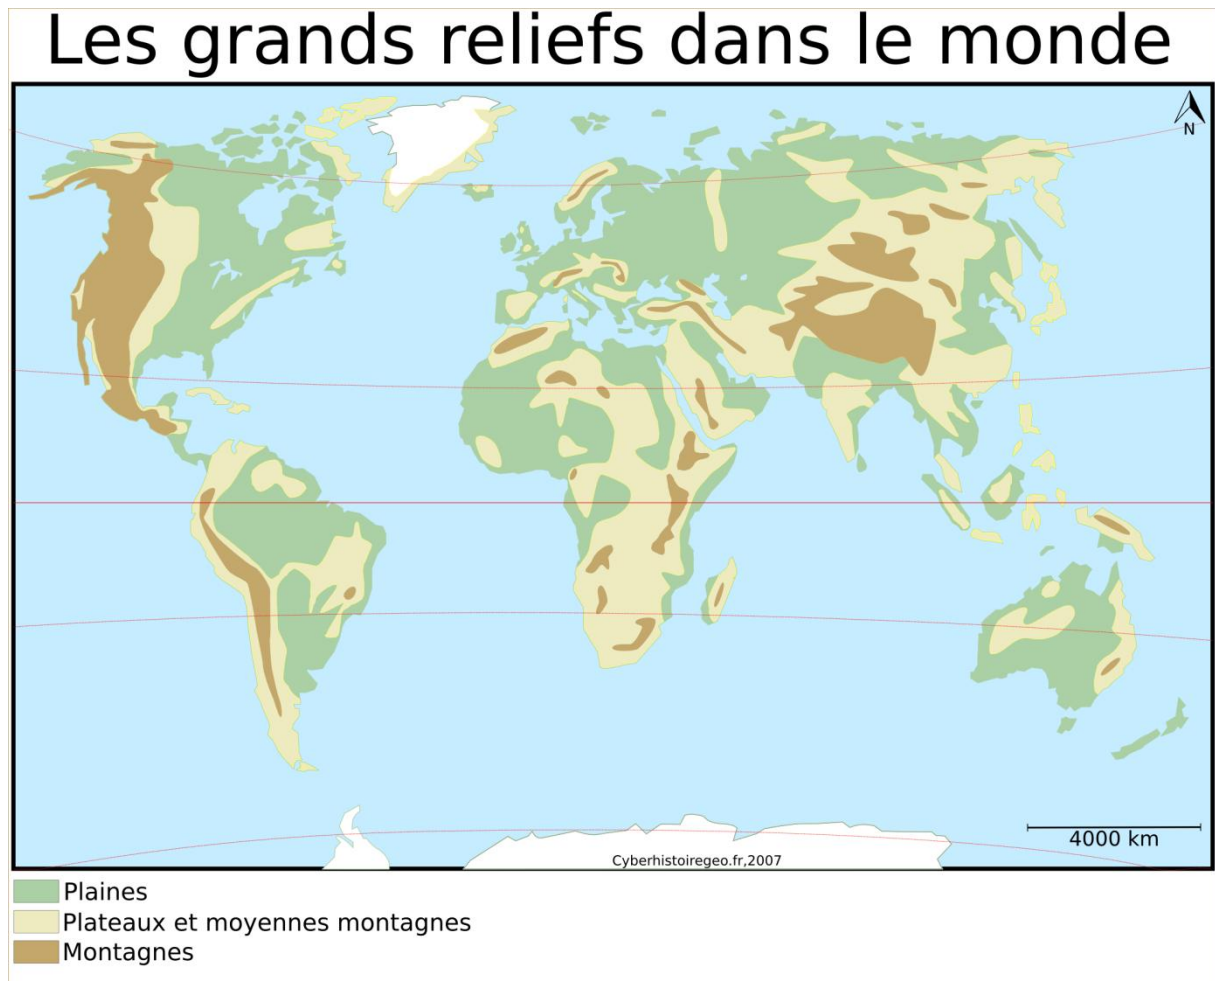 Les grands reliefs dans le monde
N
4000 km
Cyberhistoiregeo.fr,2007
Plaines
Plateaux et moyennes montagnes
Montagnes